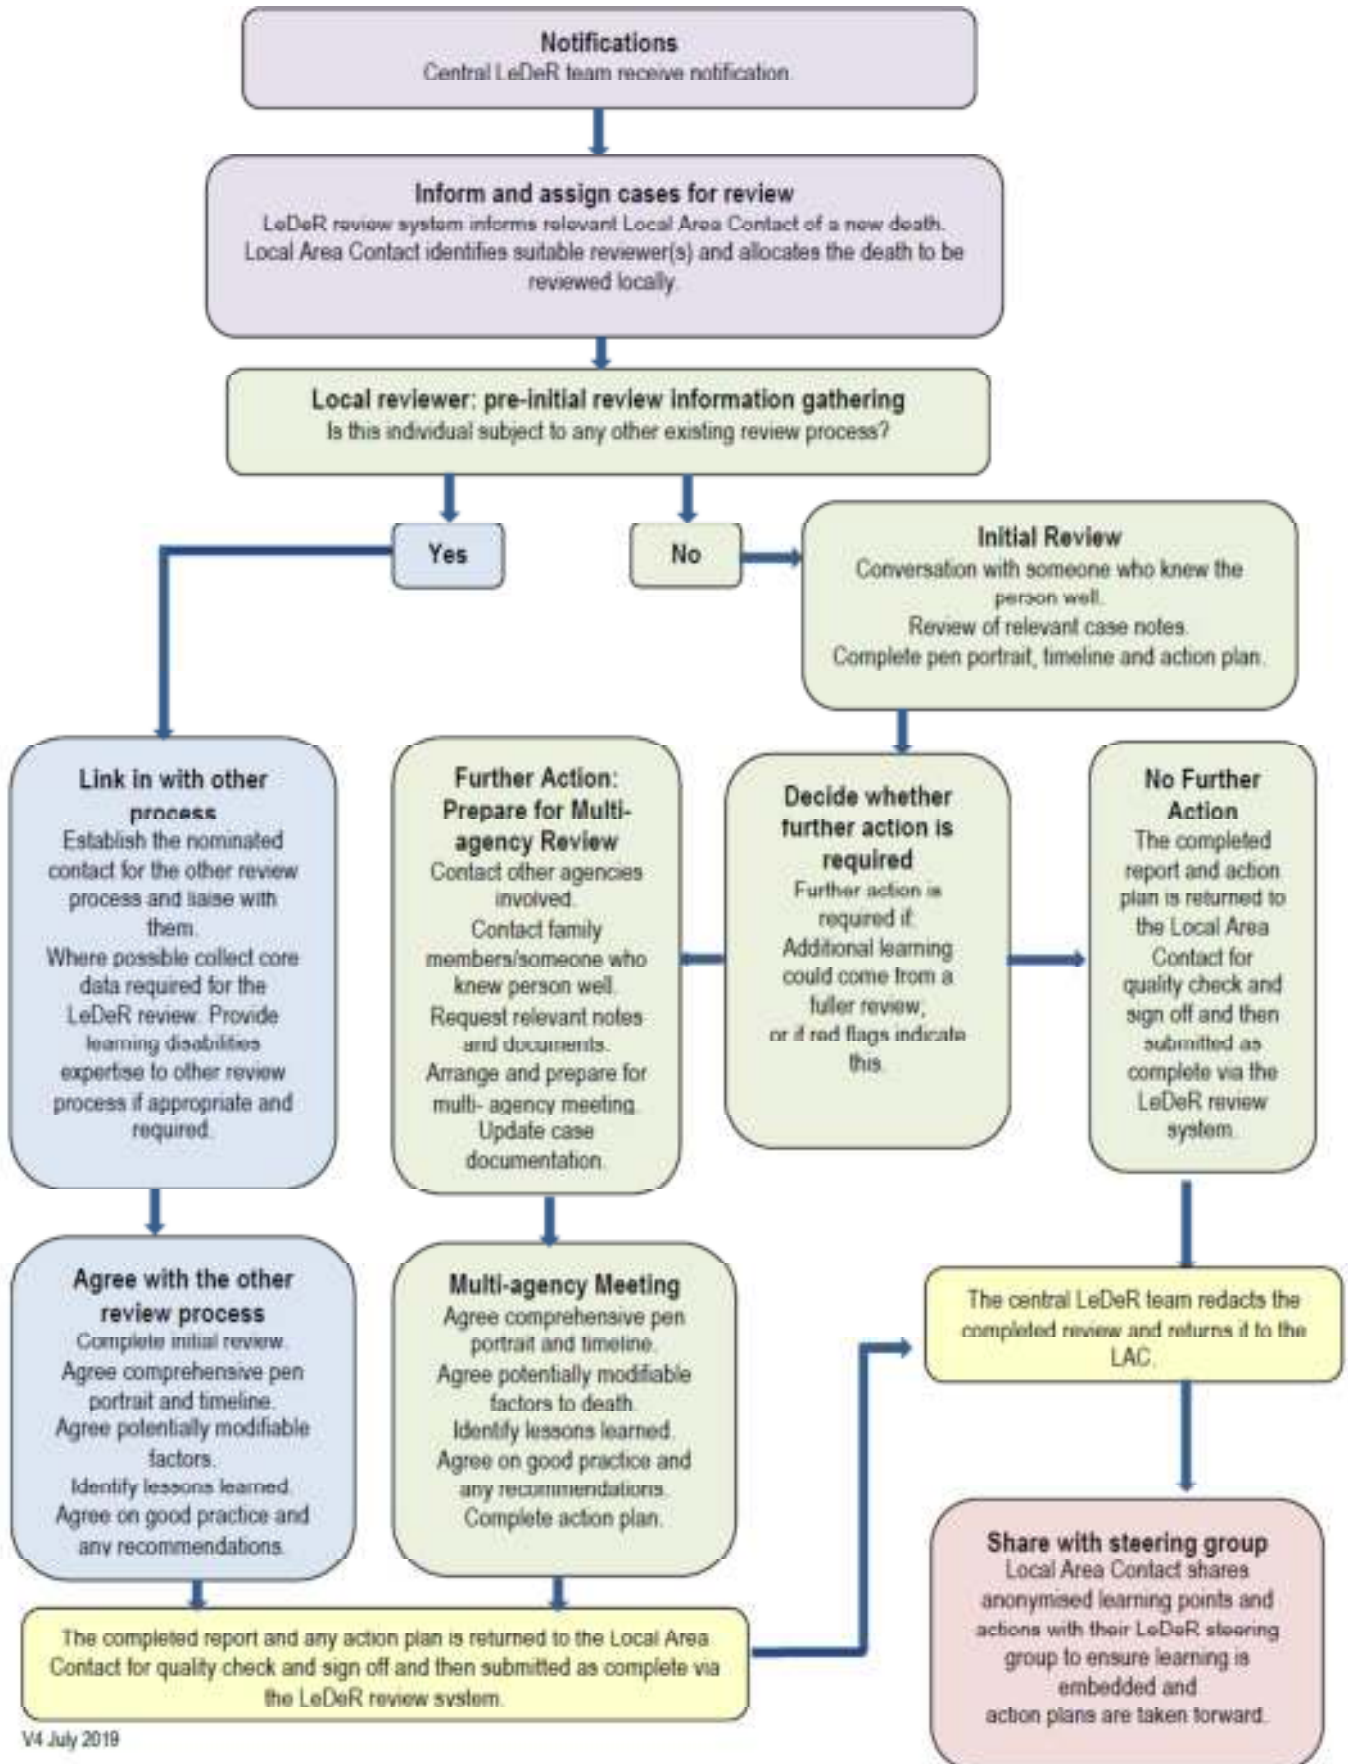 Notifications
Central LeDeR team receive notification.
Inform and assign cases for review
LeDeR review system informs relevant Local Area Contact of a new death.
Local Area Contact identifies suitable reviewer(s) and allocates the death to be
reviewed locally.
Local reviewer: pre-initial review information gathering
Is this individual subject to any other existing review process?
Yes
No
Initial Review
Conversation with someone who knew the
person well.
Review of relevant case notes.
Complete pen portrait, timeline and action plan.
Link in with other
process
Establish the nominated
contact for the other review
process and liaise with
them.
Where possible collect core
data required for the
LeDeR review. Provide
learning disabilities
expertise to other review
process if appropriate and
required.
Further Action:
Prepare for Multi-
agency Review
Contact other agencies
involved.
Contact family
members/someone who
knew person well.
Request relevant notes
and documents.
Arrange and prepare for
multi- agency meeting.
Update case
documentation.
Decide whether
further action is
required
Further action is
required if:
Additional learning
could come from a
fuller review;
or if red flags indicate
this.
No Further
Action
The completed
report and action
plan is returned to
the Local Area
Contact for
quality check and
sign off and then
submitted as
complete via the
LeDeR review
system.
Agree with the other
review process
Complete initial review.
Agree comprehensive pen
portrait and timeline.
Agree potentially modifiable
factors.
Identify lessons learned.
Agree on good practice and
any recommendations.
Multi-agency Meeting
Agree comprehensive pen
portrait and timeline.
Agree potentially modifiable
factors to death.
Identify lessons learned.
Agree on good practice and
any recommendations.
Complete action plan.
The central LeDeR team redacts the
completed review and returns it to the
LAC.
Share with steering group
Local Area Contact shares
anonymised learning points and
actions with their LeDeR steering
group to ensure learning is
embedded and
action plans are taken forward.
The completed report and any action plan is returned to the Local Area
Contact for quality check and sign off and then submitted as complete via
the LeDeR review system.
V4 July 2019